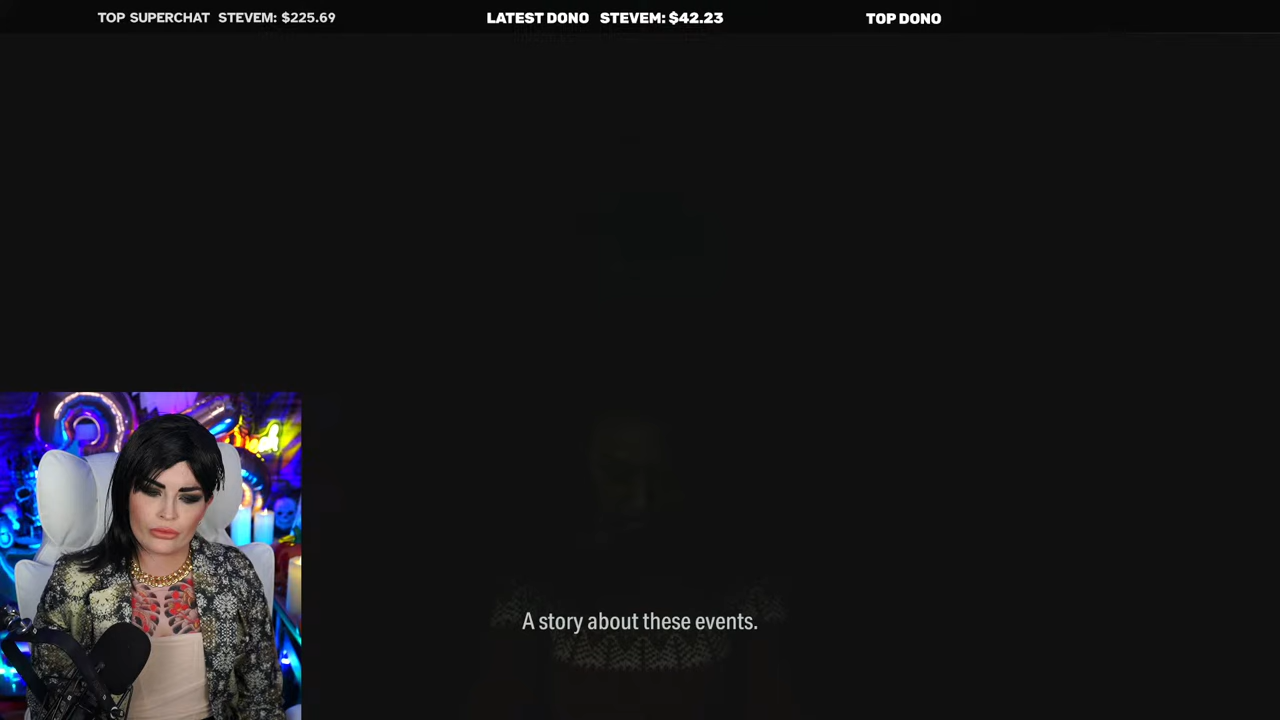 TOP SUPERCHAT STEVEM: $225.69
LATEST DONO STEVEM: $42.23
TOP DONO
A story about these events.